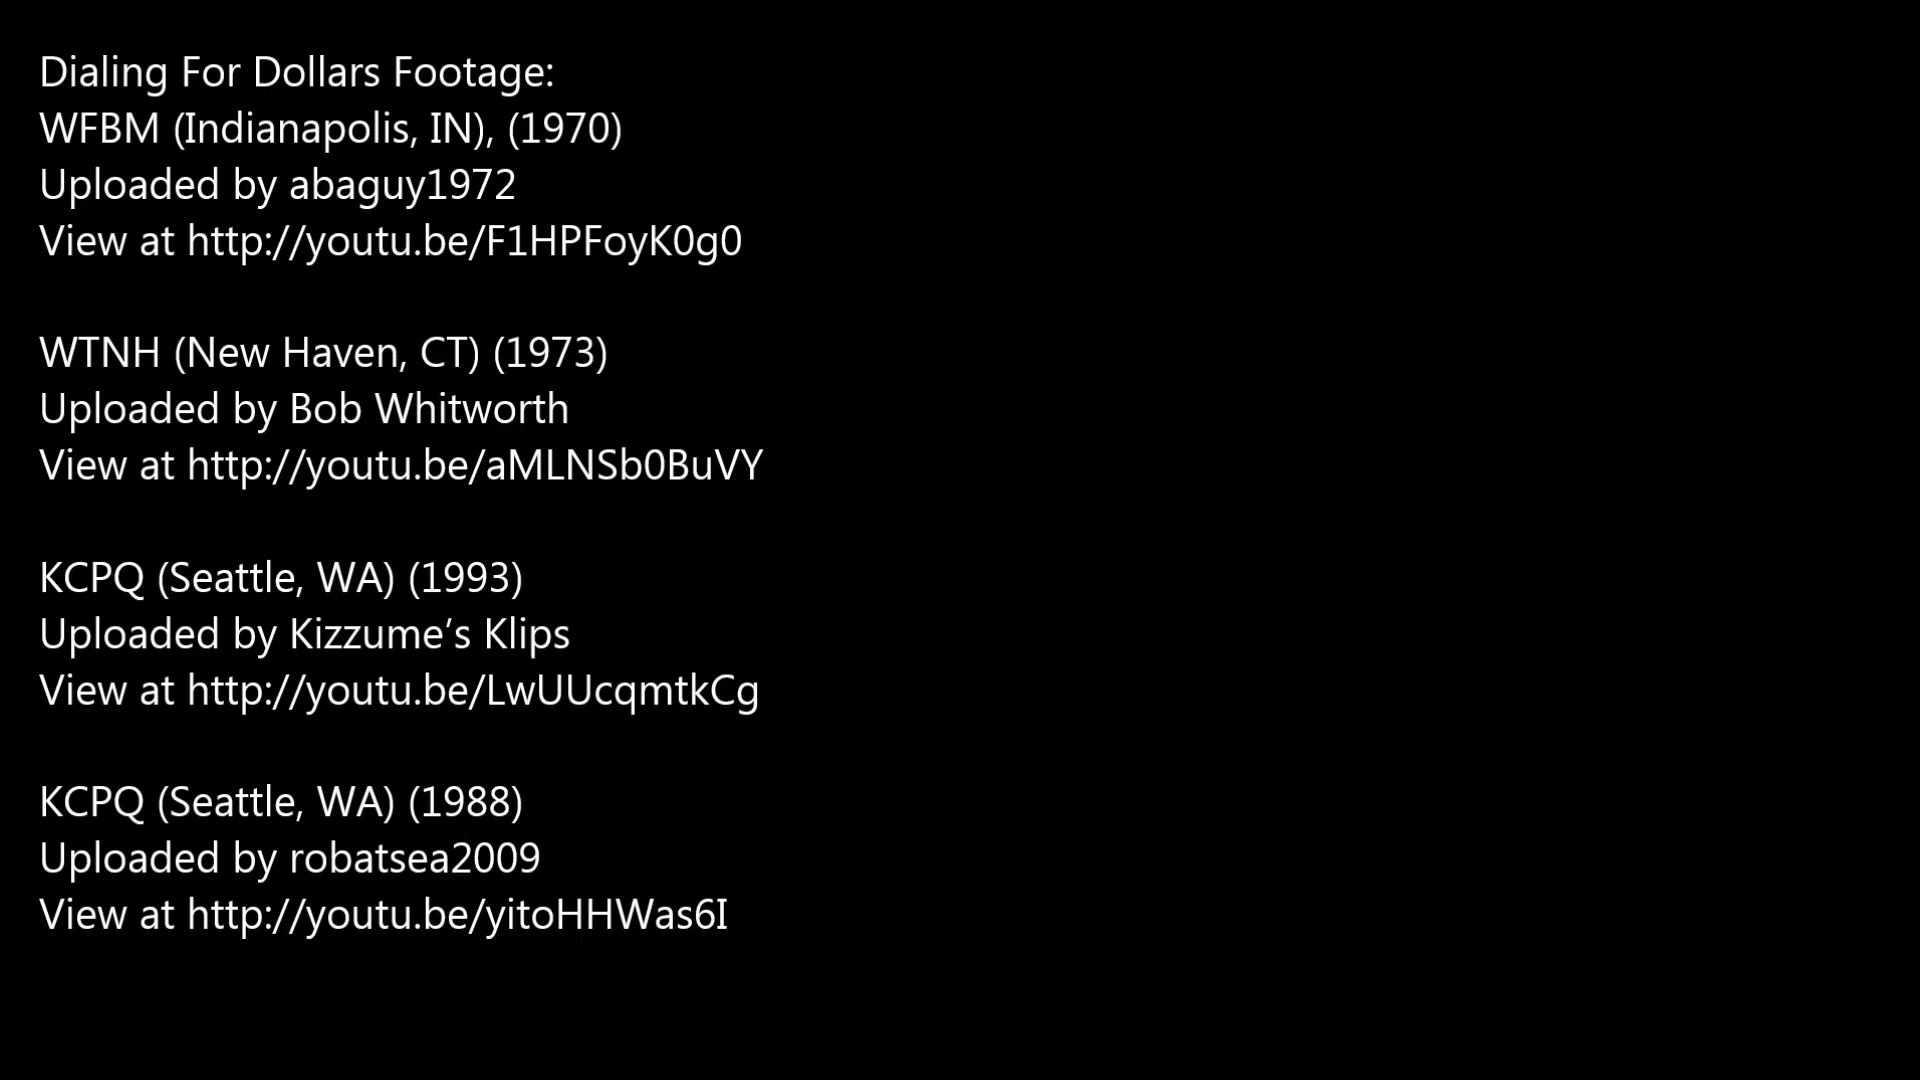 Dialing For Dollars Footage:
WFBM (Indianapolis, IN), (1970)
Uploaded by abaguy1972
View at http://youtu.be/F1HPFoyK0g0
WTNH (New Haven, CT) (1973)
Uploaded by Bob Whitworth
View at http://youtu.be/aMLNSb0BuVY
KCPQ (Seattle, WA) (1993)
Uploaded by Kizzume’s Klips
View at http://youtu.be/LwUUcqmtkCg
KCPQ (Seattle, WA) (1988)
Uploaded by robatsea2009
View at http://youtu.be/yitoHHWas6I